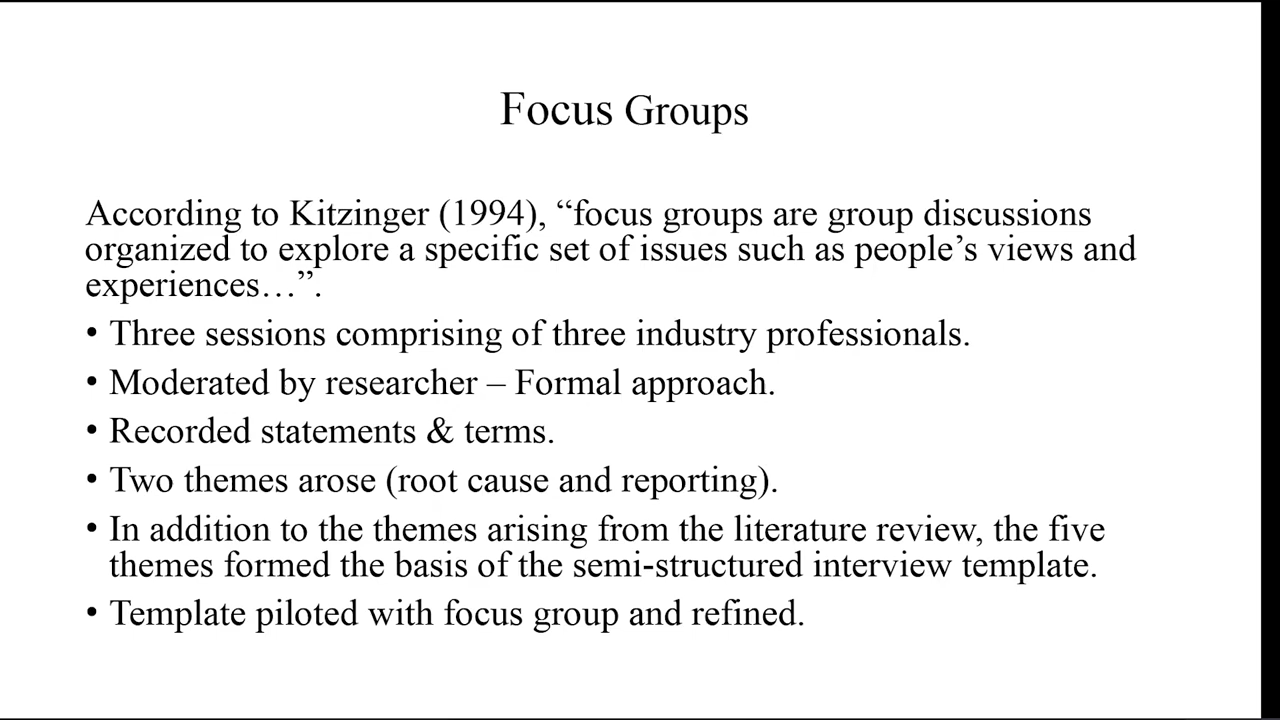 Focus Groups
According to Kitzinger (1994), “focus groups are group discussions
organized to explore a specific set of issues such as people’s views and
experiences…”.
• Three sessions comprising of three industry professionals.
• Moderated by researcher – Formal approach.
• Recorded statements & terms.
• Two themes arose (root cause and reporting).
• In addition to the themes arising from the literature review, the five
themes formed the basis of the semi-structured interview template.
• Template piloted with focus group and refined.